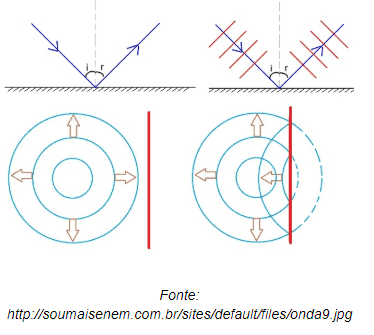 i r
i r
Fonte:
http://soumaisenem.com.br/sites/default/files/onda9.jpg